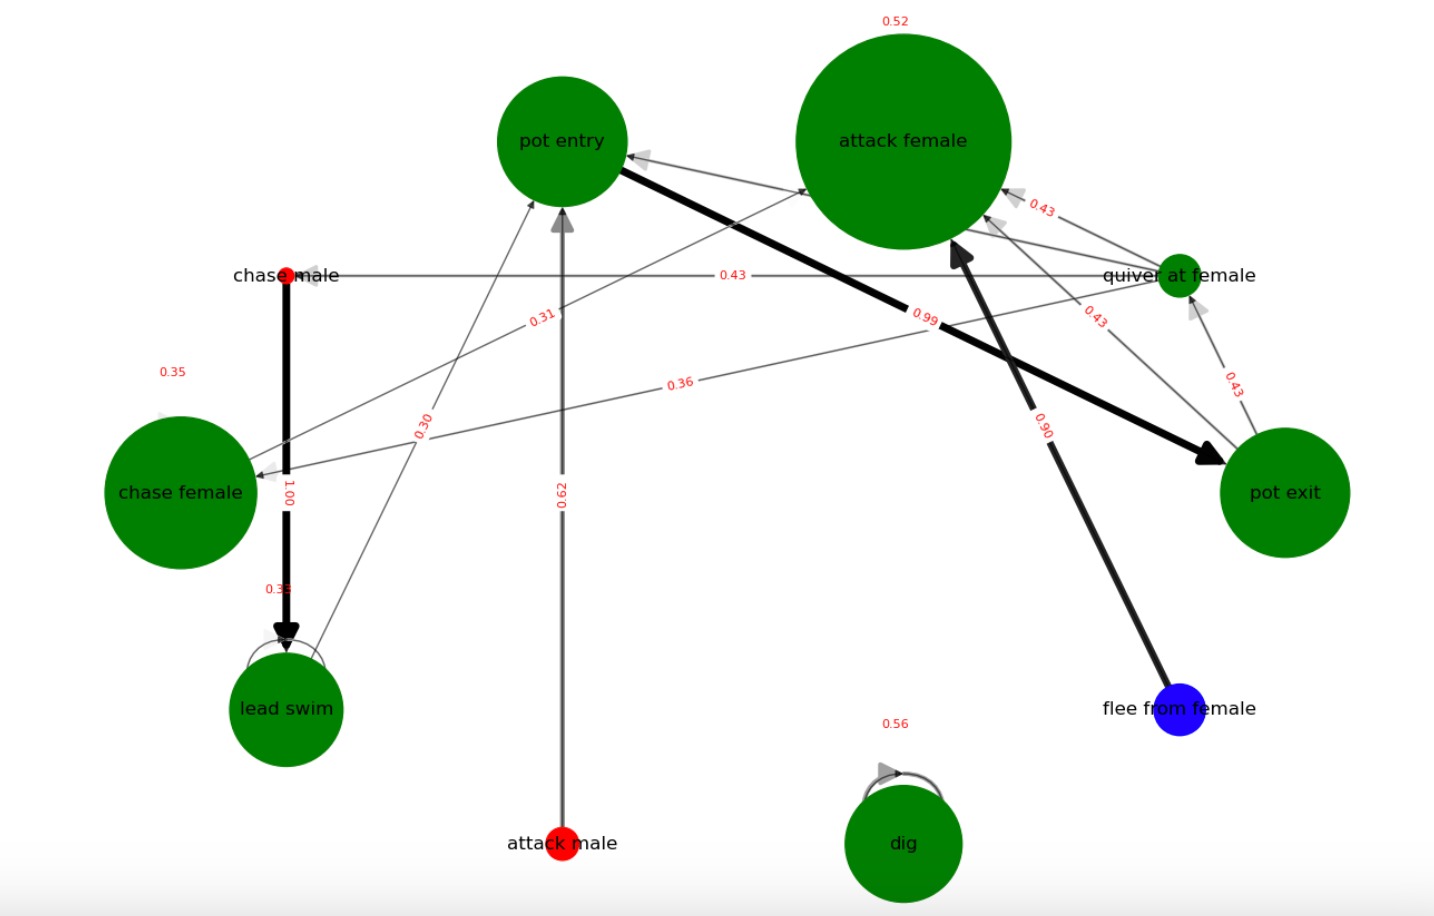 0.52
pot entry
attack female
0.43
chase male
0.43
quiver at female
0.31
0.99
0.43
0.35
0.36
0.43
0.30
0.90
chase female
1.00
0.62
pot exit
0.33
lead swim
flee from female
0.56
attack male
dig